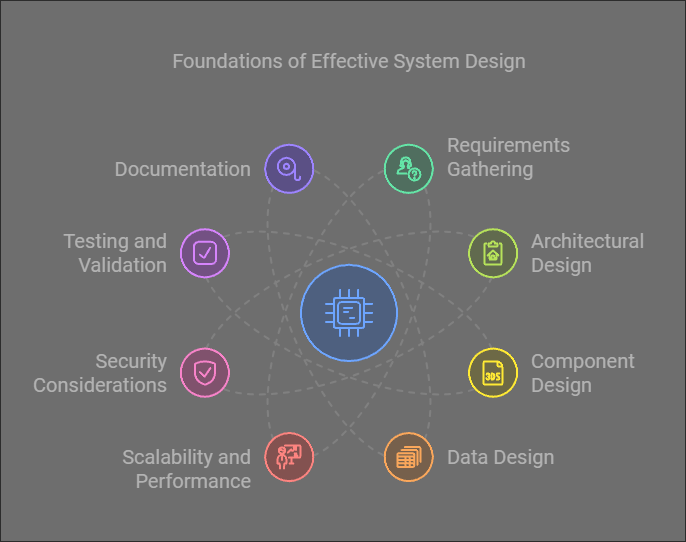 Foundations of Effective System Design
Documentation
Requirements
Gathering
Testing and
Validation
Architectural
Design
Security
Considerations
Component
Design
3DS
Scalability and
Performance
Data Design